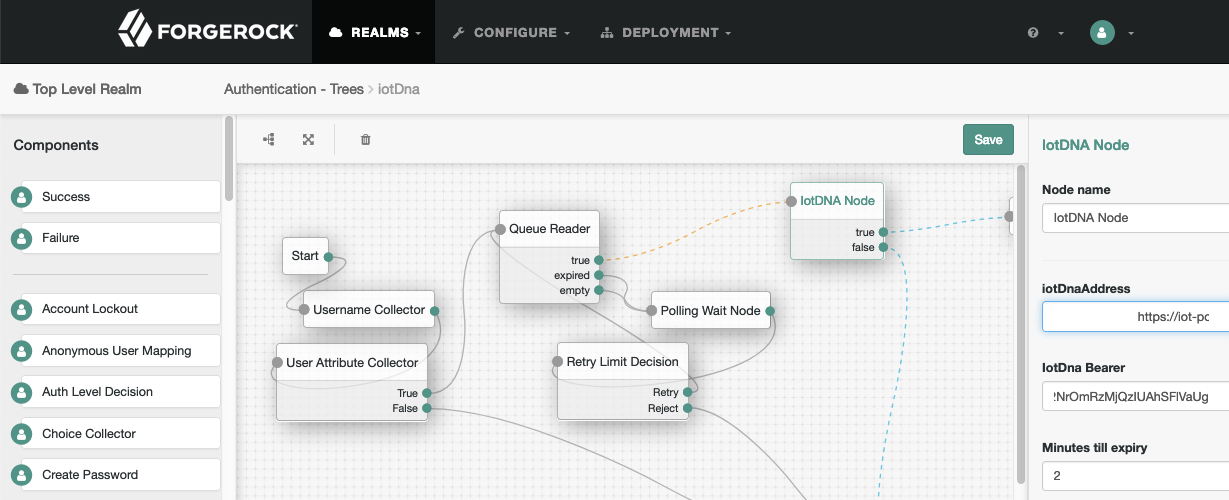 FORGEROCK
REALMS
CONFIGURE
DEPLOYMENT
Top Level Realm
Authentication - Trees
iotDna
Components
Success
Failure
Account Lockout
Anonymous User Mapping
Auth Level Decision
Choice Collector
Create Password
Save
Start
Username Collector
User Attribute Collector
True
False
Queue Reader
true
expired
empty
Polling Wait Node
Retry Limit Decision
Retry
Reject
IotDNA Node
true
false
IotDNA Node
Node name
IotDNA Node
iotDnaAddress
https://iot-pc
IotDna Bearer
Minutes till expiry
2